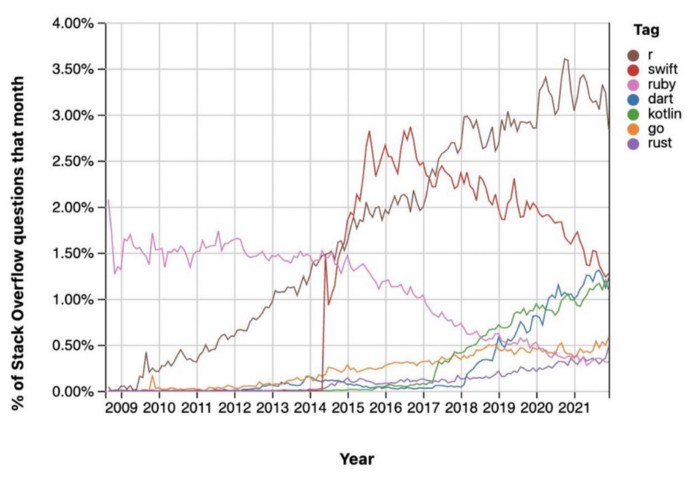 4.00%
3.50%
3.00%
2.50%
2.00%
1.50%
1.00%
0.50%
0.00%
% of Stack Overflow questions that month
2009 2010 2011 2012 2013 2014 2015 2016 2017 2018 2019 2020 2021
Year
Tag
r
swift
ruby
dart
kotlin
go
rust